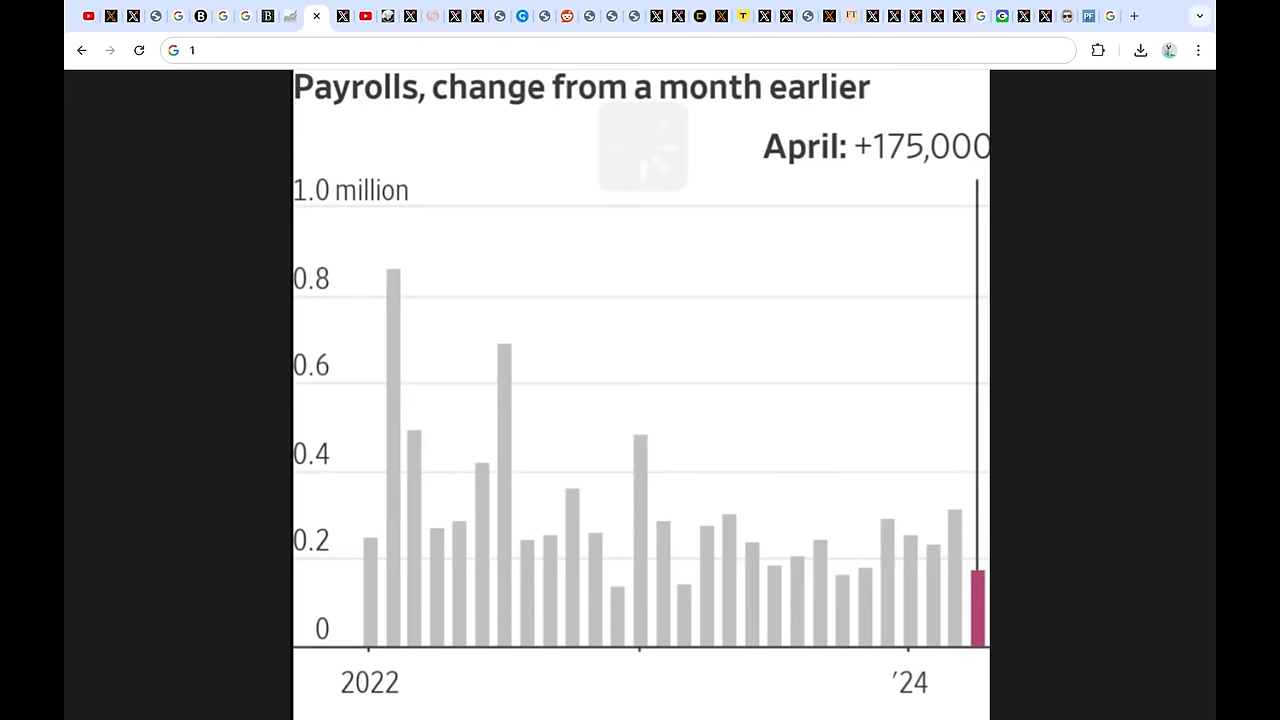 1
Payrolls, change from a month earlier
April: +175,000
1.0 million
0.8
0.6
0.4
0.2
0
2022
’24